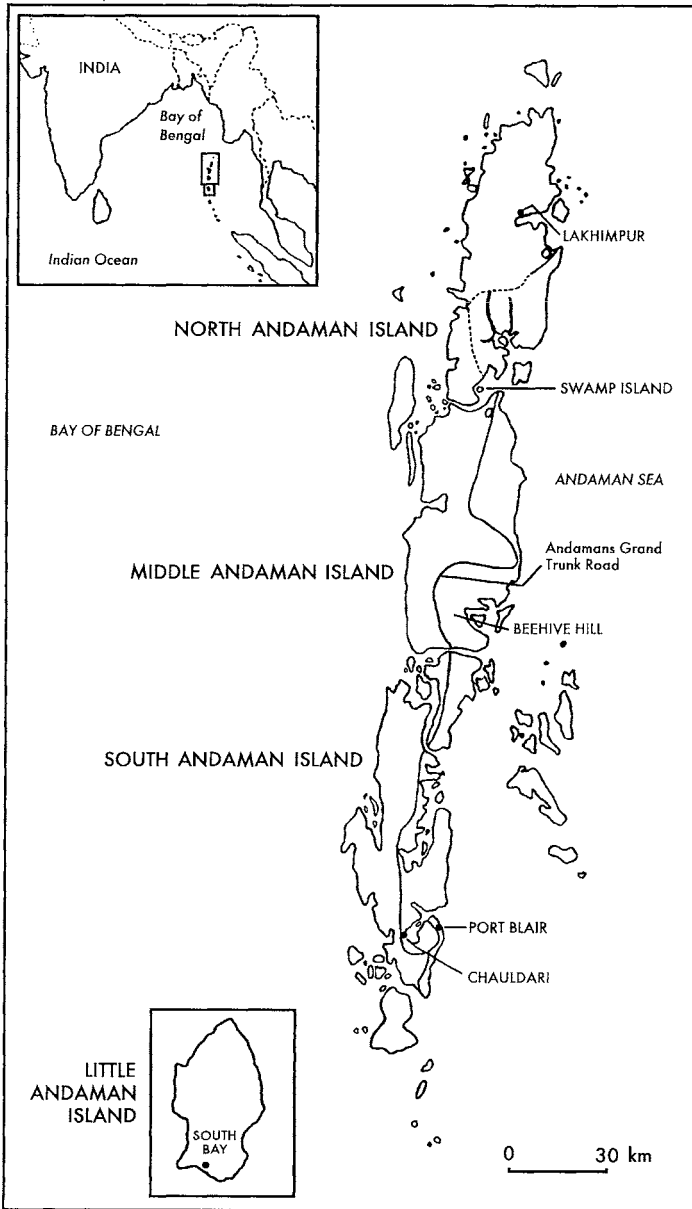 INDIA
Bay of
Bengal
Indian Ocean
LAKHIMPUR
NORTH ANDAMAN ISLAND
SWAMP ISLAND
BAY OF BENGAL
ANDAMAN SEA
Andamans Grand
Trunk Road
MIDDLE ANDAMAN ISLAND
BEEHIVE HILL
SOUTH ANDAMAN ISLAND
PORT BLAIR
CHAULDARI
LITTLE
ANDAMAN
ISLAND
SOUTH
BAY
0 30 km